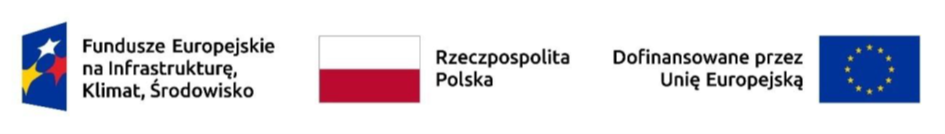 Fundusze Europejskie
na Infrastrukturę,
Klimat, Środowisko
Rzeczpospolita
Polska
Dofinansowane przez
Unię Europejską